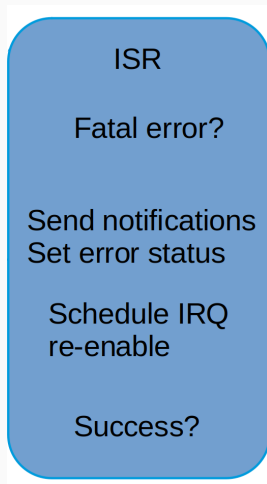 ISR
Fatal error?
Send notifications
Set error status
Schedule IRQ
re-enable
Success?